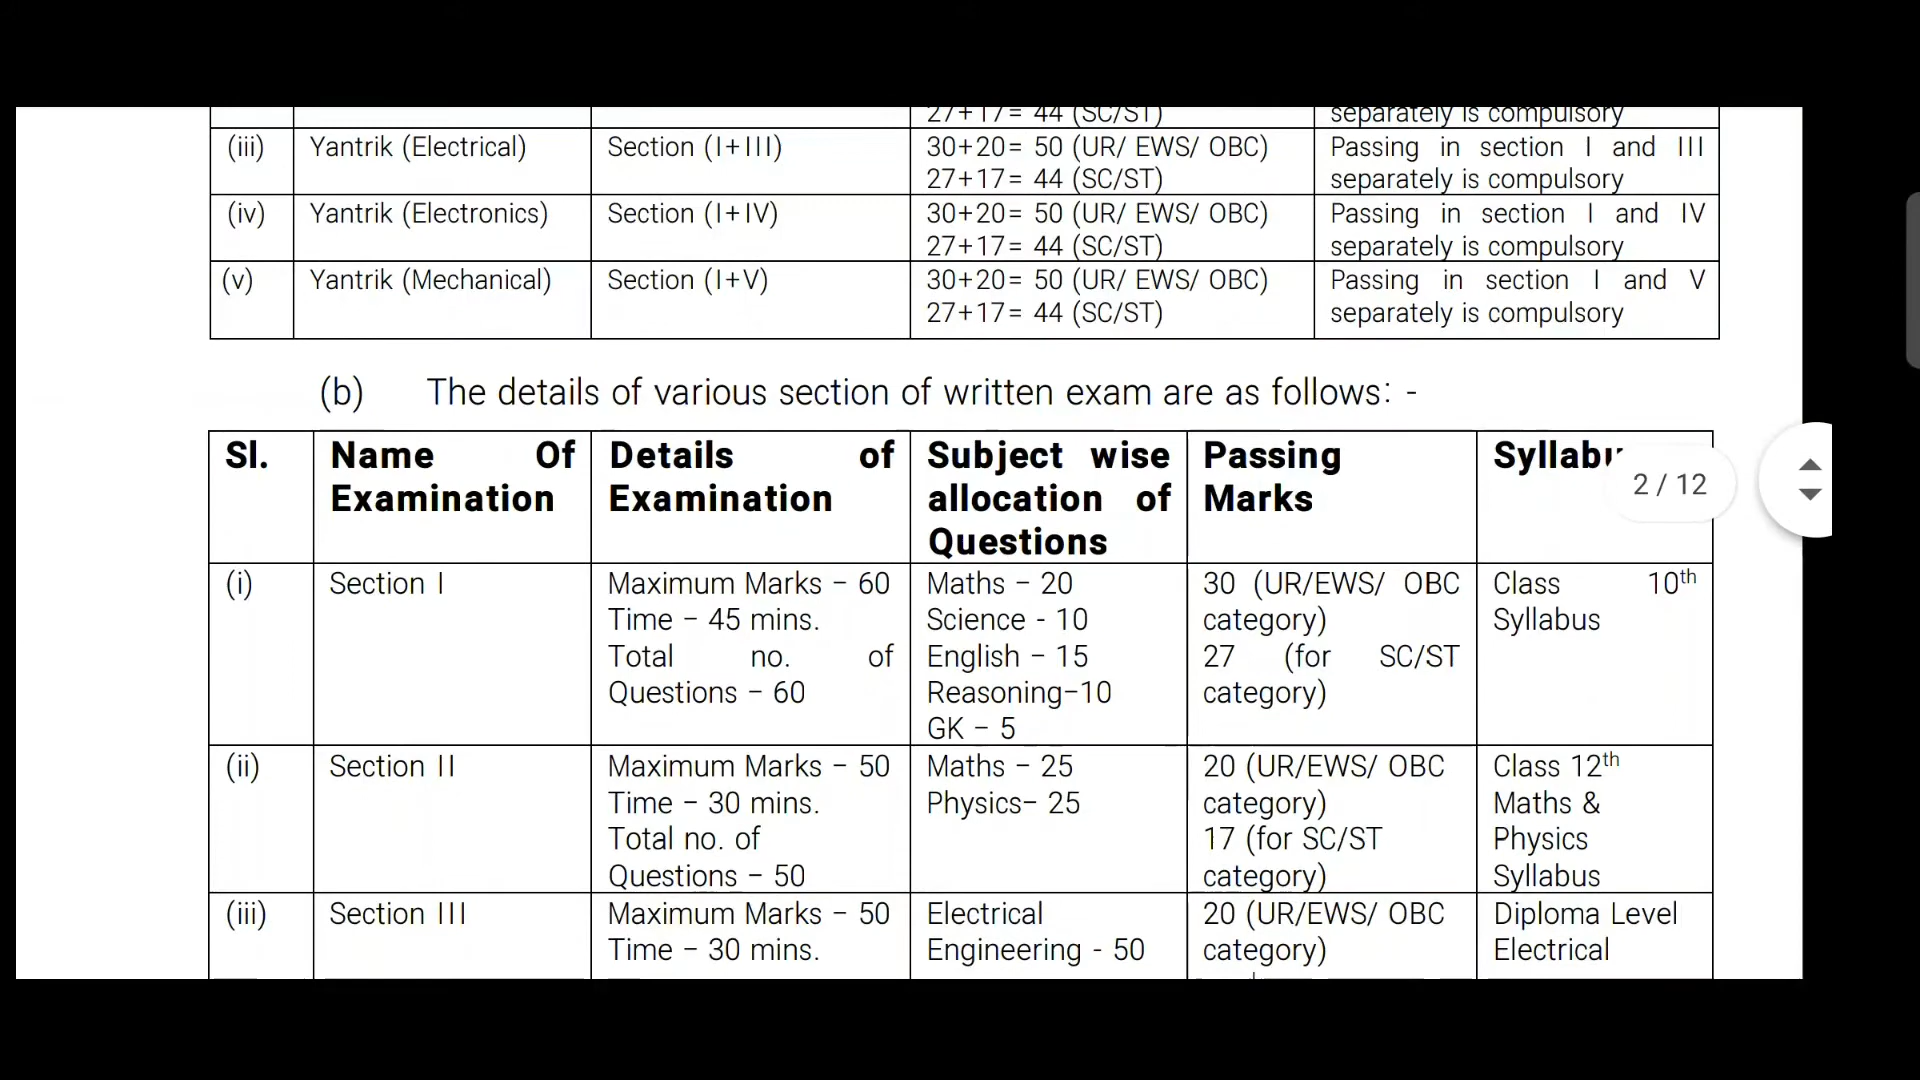 27+17= 44 (SC/ST)
separately is compulsory
(iii) Yantrik (Electrical) Section (I+III) 30+20= 50 (UR/ EWS/ OBC) Passing in section I and III
27+17= 44 (SC/ST) separately is compulsory
(iv) Yantrik (Electronics) Section (I+IV) 30+20= 50 (UR/ EWS/ OBC) Passing in section I and IV
27+17= 44 (SC/ST) separately is compulsory
(v) Yantrik (Mechanical) Section (I+V) 30+20= 50 (UR/ EWS/ OBC) Passing in section I and V
27+17= 44 (SC/ST) separately is compulsory
(b) The details of various section of written exam are as follows: -
Sl. Name Of Details of Subject wise Passing
Examination Examination allocation of Marks
Questions
2 / 12
(i) Section I Maximum Marks – 60 Maths – 20 30 (UR/EWS/ OBC Class 10th
Time – 45 mins. Science - 10 category) Syllabus
Total no. of English – 15 27 (for SC/ST
Questions – 60 Reasoning–10 category)
GK – 5
(ii) Section II Maximum Marks – 50 Maths – 25 20 (UR/EWS/ OBC Class 12th
Time – 30 mins. Physics– 25 category) Maths &
Total no. of 17 (for SC/ST Physics
Questions – 50 category) Syllabus
(iii) Section III Maximum Marks – 50 Electrical 20 (UR/EWS/ OBC Diploma Level
Time – 30 mins. Engineering - 50 category) Electrical